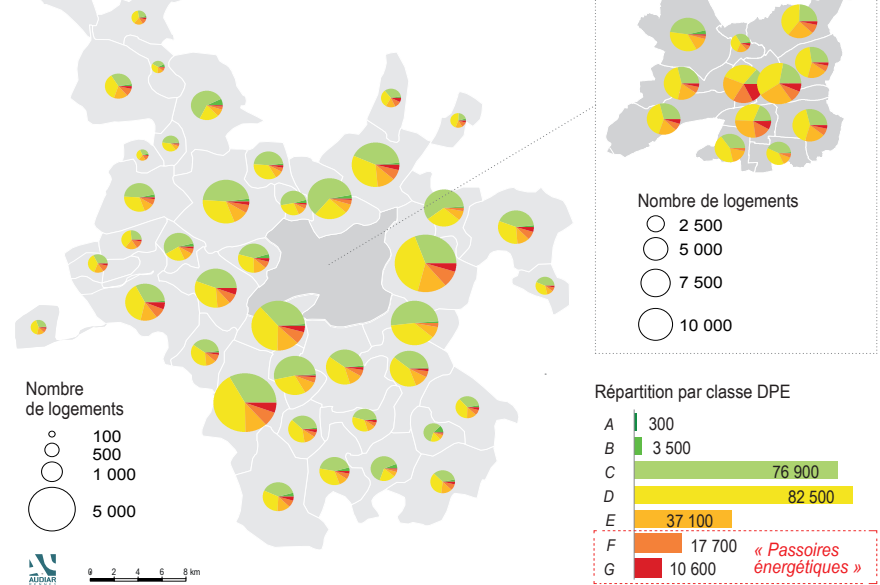 Nombre de logements
2 500
5 000
7 500
10 000
Nombre
de logements
100
500
1 000
5 000
AUDIAR
RENNES
0 2 4 6 8 km
Répartition par classe DPE
A 300
B 3 500
C 76 900
D 82 500
E 37 100
F 17 700
G 10 600
« Passoires
énergétiques »